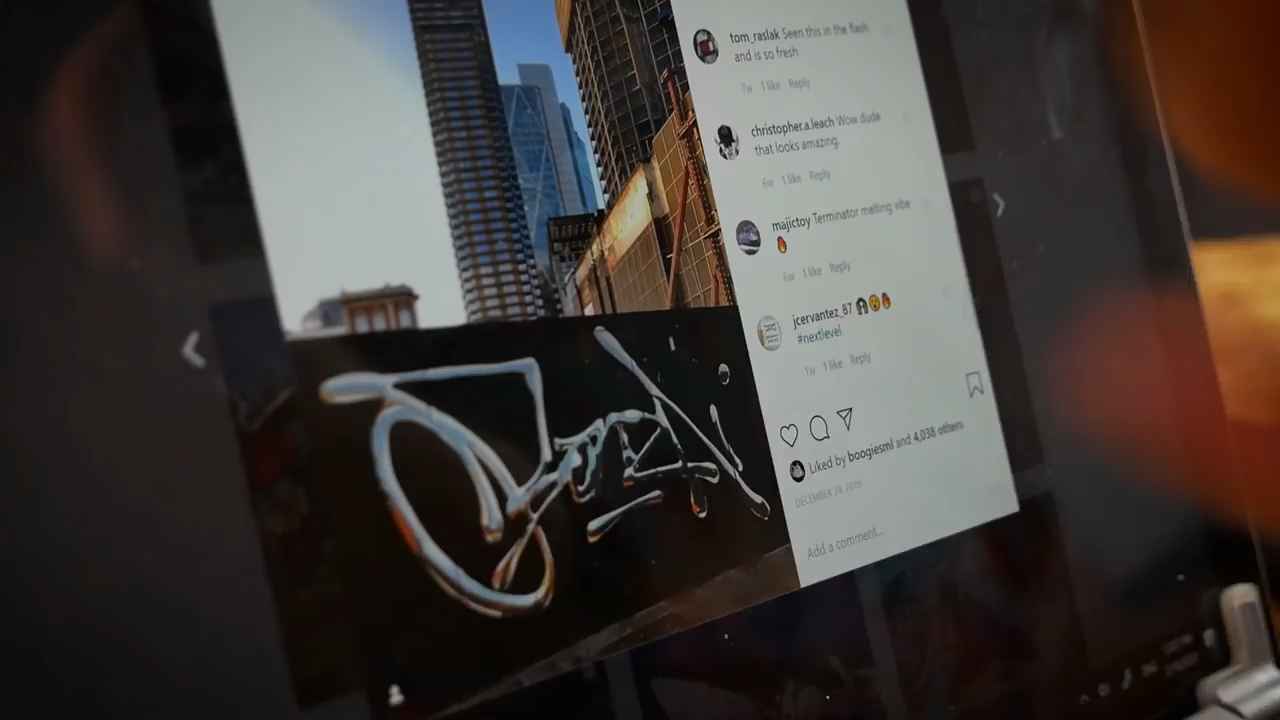 tom_raslak Seen this in the flesh
and is so fresh
7w 1 like Reply
christopher.a.leach Wow dude
that looks amazing.
6w 1 like Reply
majictoy Terminator melting vibe
🔥
6w 1 like Reply
jcervantez_87 😮🔥
#nextlevel
1w 1 like Reply
Liked by boogiesml and 4,038 others
Add a comment...